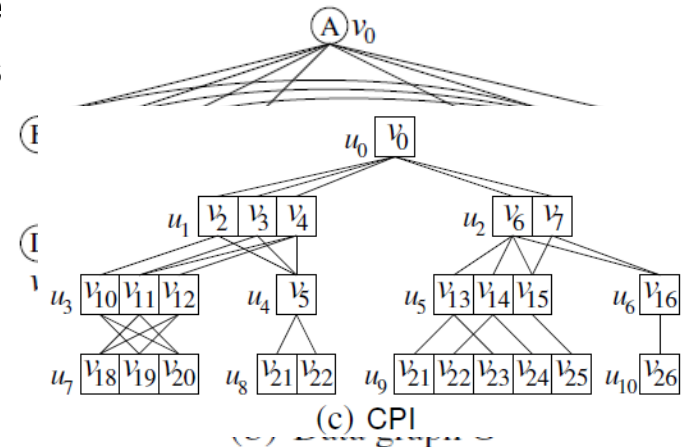 A v0
u0 v0
u1 v2 v3 v4 u2 v6 v7
u3 v10 v11 v12 u4 v5 u5 v13 v14 v15 u6 v16
u7 v18 v19 v20 u8 v21 v22 u9 v21 v22 v23 v24 v25 u10 v26
(c) CPI